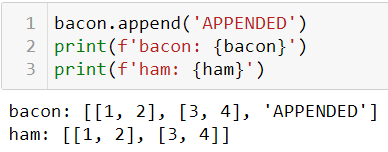 1 bacon.append('APPENDED')
2 print(f'bacon: {bacon}')
3 print(f'ham: {ham}')
bacon: [[1, 2], [3, 4], 'APPENDED']
ham: [[1, 2], [3, 4]]